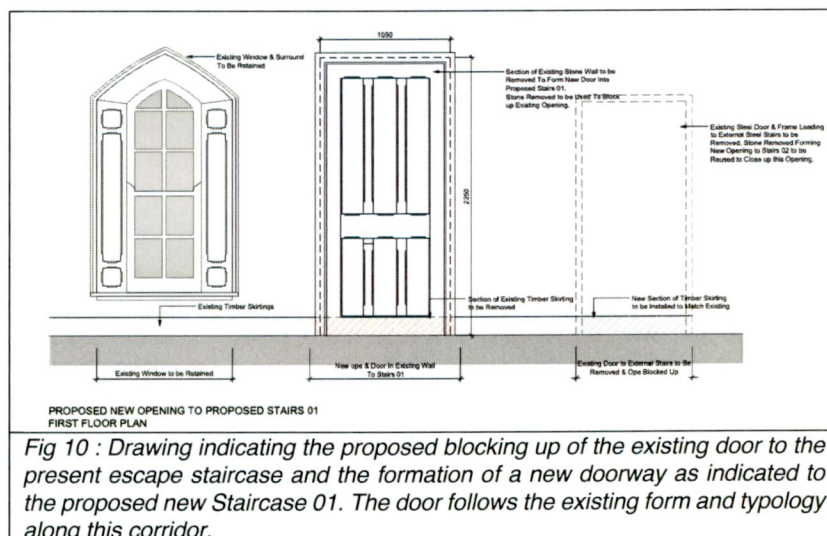 1050
Existing Window & Surround
To Be Retained
Section of Existing Stone Wall to be
Removed To Form New Door Into
Proposed Stairs 01.
Stone Removed to be Used To Block
up Existing Opening.
Existing Steel Door & Frame Leading
to External Steel Stairs to be
Removed. Stone Removed Forming
New Opening to Stairs 02 to be
Reused to Close up this Opening.
2250
Existing Timber Skirtings
Section of Existing Timber Skirting
to be Removed
New Section of Timber Skirting
to be Installed to Match Existing
Existing Window to be Retained
New ope & Door in Existing Wall
To Stairs 01
Existing Door to External Stairs to Be
Removed & Ope Blocked Up
PROPOSED NEW OPENING TO PROPOSED STAIRS 01
FIRST FLOOR PLAN
Fig 10 : Drawing indicating the proposed blocking up of the existing door to the
present escape staircase and the formation of a new doorway as indicated to
the proposed new Staircase 01. The door follows the existing form and typology
along this corridor.